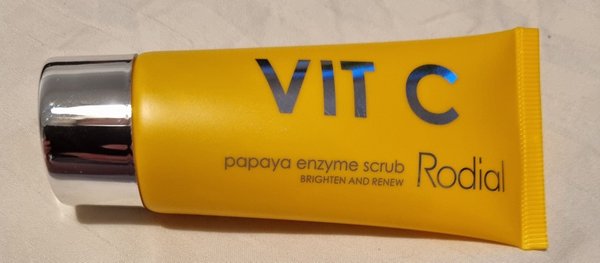 VIT C
papaya enzyme scrub
BRIGHTEN AND RENEW
Rodial